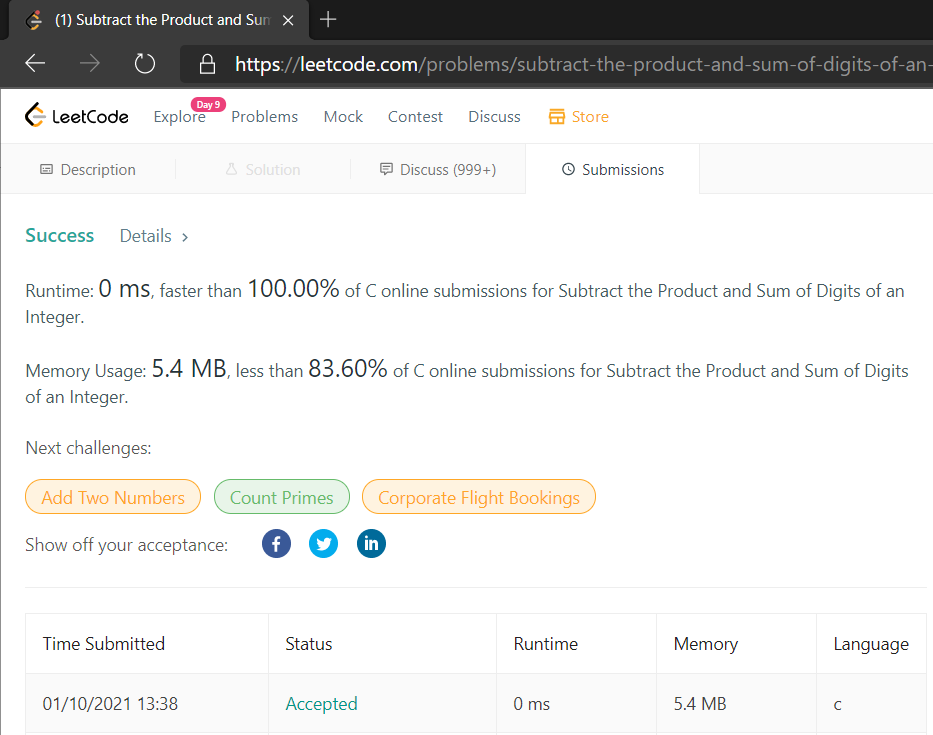 (1) Subtract the Product and Sum
https://leetcode.com/problems/subtract-the-product-and-sum-of-digits-of-an-
LeetCode Explore Day 9 Problems Mock Contest Discuss Store
Description Solution Discuss (999+) Submissions
Success Details >
Runtime: 0 ms, faster than 100.00% of C online submissions for Subtract the Product and Sum of Digits of an
Integer.
Memory Usage: 5.4 MB, less than 83.60% of C online submissions for Subtract the Product and Sum of Digits
of an Integer.
Next challenges:
Add Two Numbers Count Primes Corporate Flight Bookings
Show off your acceptance:
Time Submitted Status Runtime Memory Language
01/10/2021 13:38 Accepted 0 ms 5.4 MB c